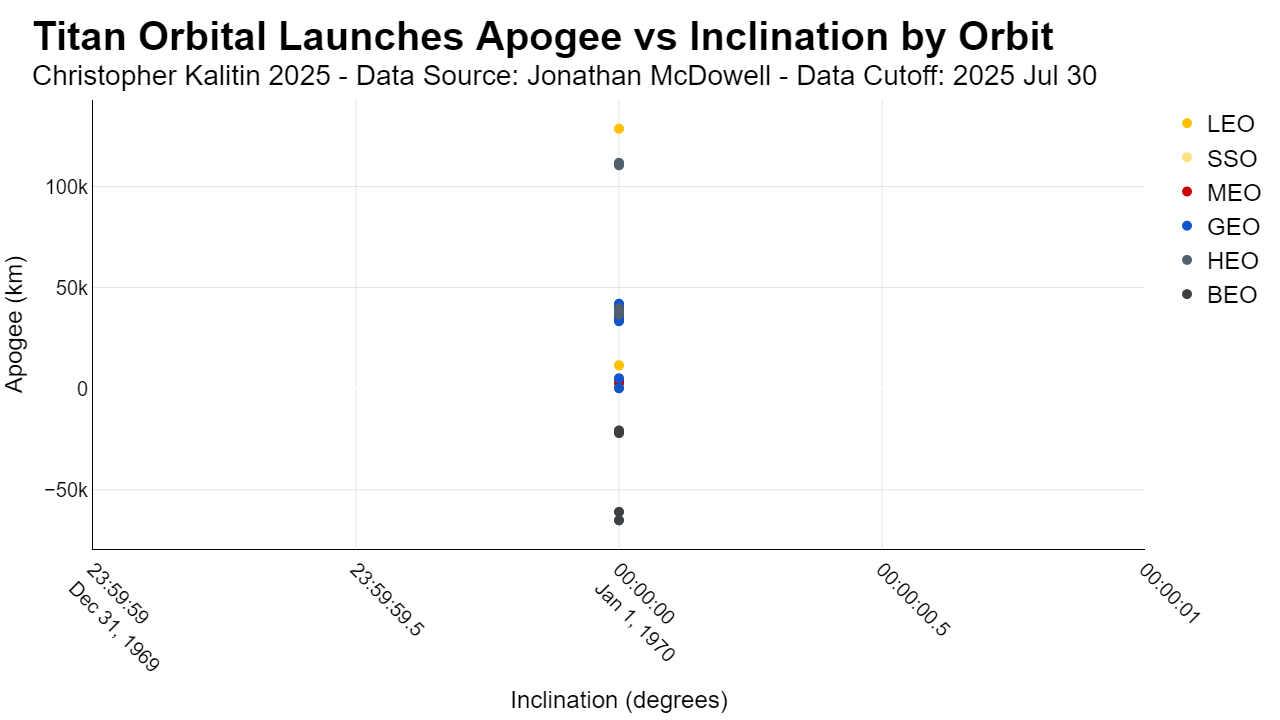 Titan Orbital Launches Apogee vs Inclination by Orbit
Christopher Kalitin 2025 - Data Source: Jonathan McDowell - Data Cutoff: 2025 Jul 30
LEO
SSO
MEO
GEO
HEO
BEO
Apogee (km)
100k
50k
0
−50k
23:59:59
Dec 31, 1969
23:59:59.5
00:00:00
Jan 1, 1970
00:00:00.5
00:00:01
Inclination (degrees)